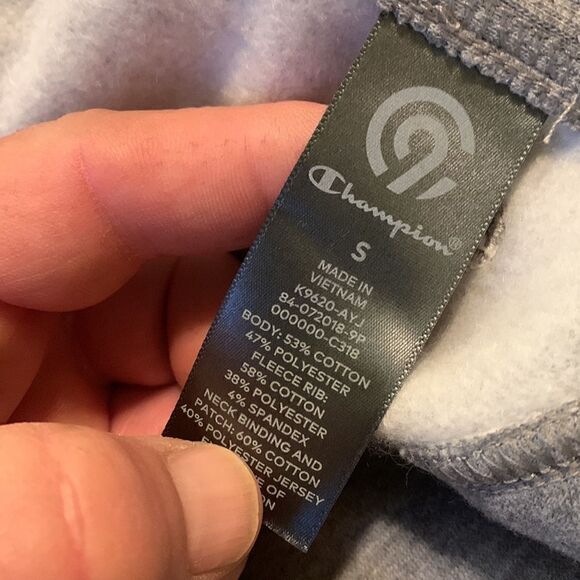 Champion®
S
MADE IN
VIETNAM
K9620-AYJ
84-072018-9P
000000-C318
BODY: 53% COTTON
47% POLYESTER
FLEECE RIB:
58% COTTON
38% POLYESTER
4% SPANDEX
NECK BINDING AND
PATCH: 60% COTTON
40% POLYESTER JERSEY
OF